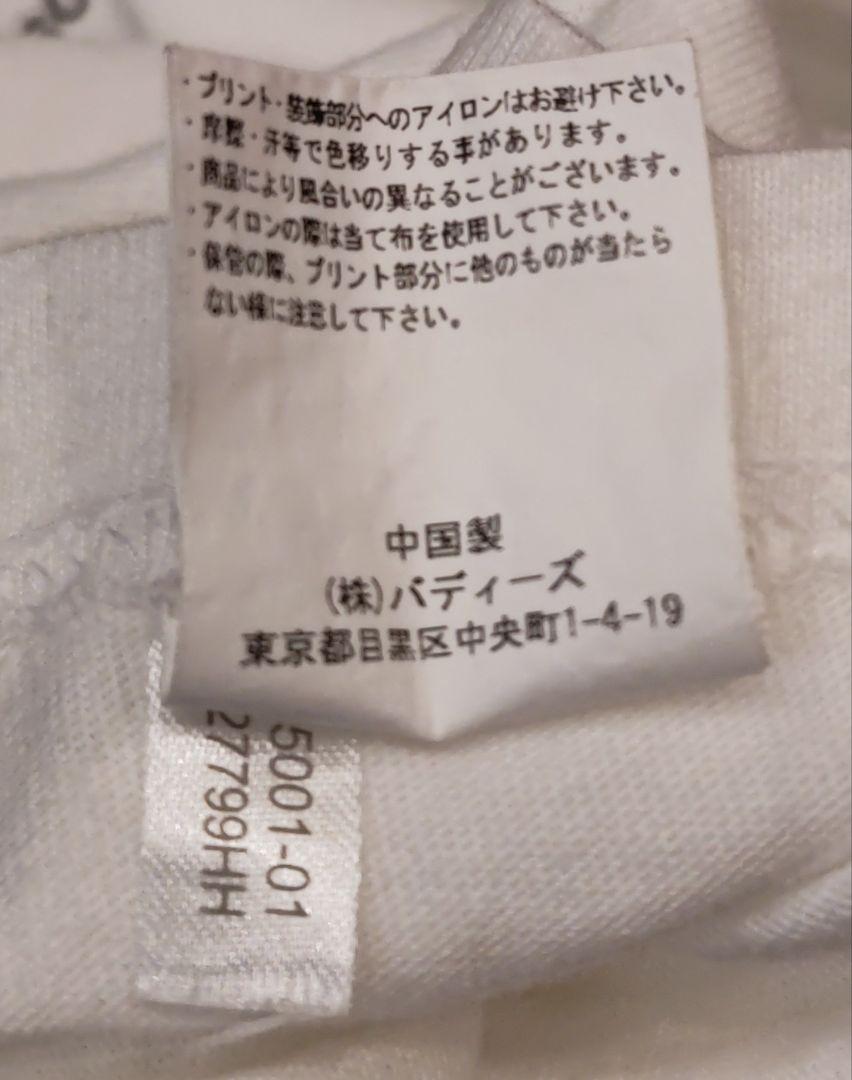 ・プリント・装飾部分へのアイロンはお避け下さい。
・摩擦・汗等で色移りする事があります。
・商品により風合いの異なることがございます。
・アイロンの際は当て布を使用して下さい。
・保管の際、プリント部分に他のものが当たら
ない様に注意して下さい。
中国製
(株)バディーズ
東京都目黒区中央町1-4-19
5001-01
27799HH